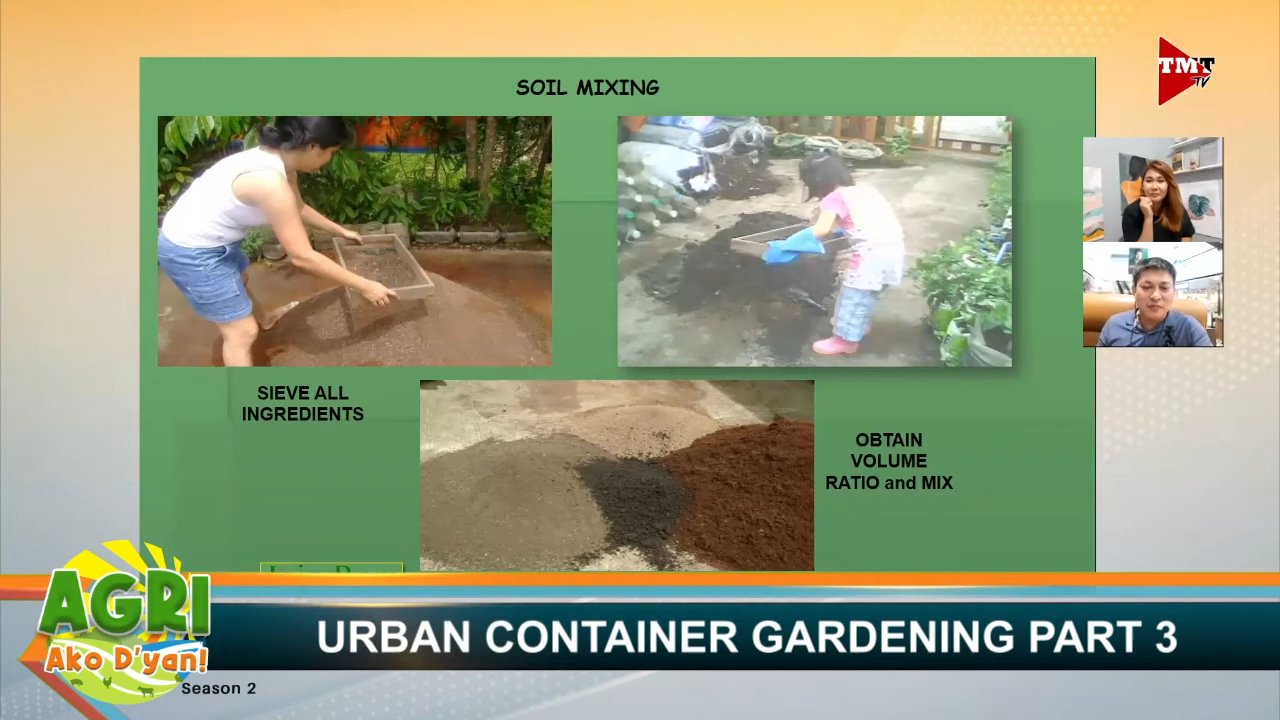 SOIL MIXING
TMT
TV
SIEVE ALL
INGREDIENTS
OBTAIN
VOLUME
RATIO and MIX
AGRI
Ako D'yan!
Season 2
URBAN CONTAINER GARDENING PART 3